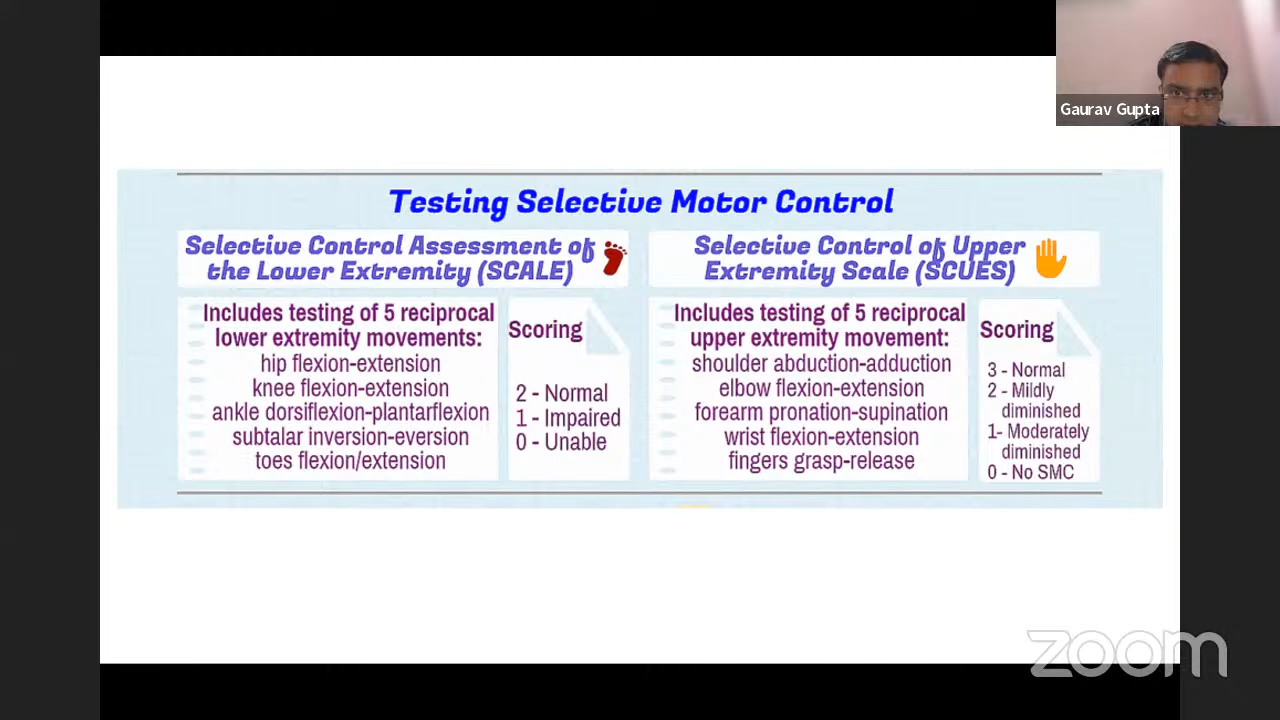 Gaurav Gupta
Testing Selective Motor Control
Selective Control Assessment of
the Lower Extremity (SCALE)
Includes testing of 5 reciprocal
lower extremity movements:
hip flexion-extension
knee flexion-extension
ankle dorsiflexion-plantarflexion
subtalar inversion-eversion
toes flexion/extension
Scoring
2 - Normal
1 - Impaired
0 - Unable
Selective Control of Upper
Extremity Scale (SCUES)
Includes testing of 5 reciprocal
upper extremity movement:
shoulder abduction-adduction
elbow flexion-extension
forearm pronation-supination
wrist flexion-extension
fingers grasp-release
Scoring
3 - Normal
2 - Mildly
diminished
1- Moderately
diminished
0 - No SMC
zoom